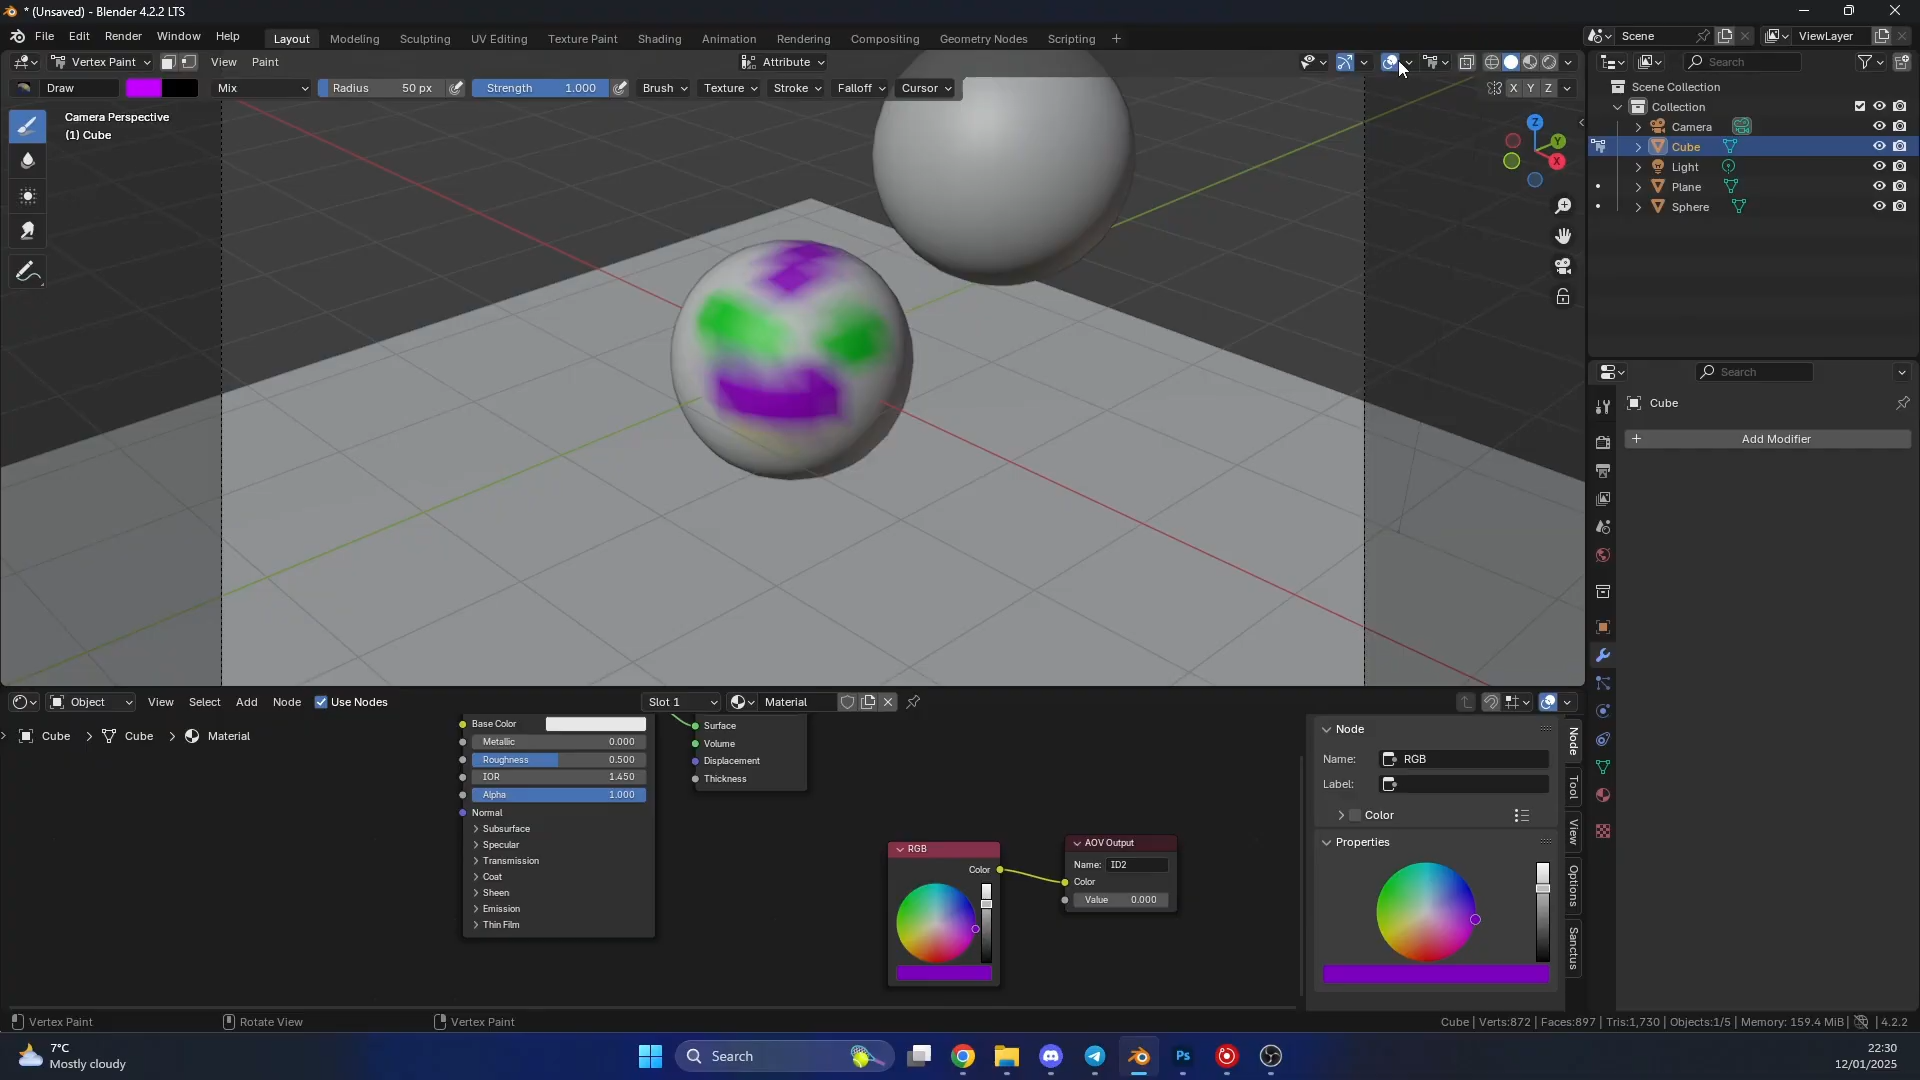 * (Unsaved) - Blender 4.2.2 LTS
File Edit Render Window Help
Layout Modeling Sculpting UV Editing Texture Paint Shading Animation Rendering Compositing Geometry Nodes Scripting +
Scene
ViewLayer
Vertex Paint View Paint
Attribute
Search
Draw Mix Radius 50 px Strength 1.000 Brush Texture Stroke Falloff Cursor
X Y Z
Camera Perspective
(1) Cube
Z
Y
X
Scene Collection
Collection
Camera
Cube
Light
Plane
Sphere
Search
Cube
+ Add Modifier
Object View Select Add Node Use Nodes Slot 1 Material
Cube > Cube > Material
Base Color
Metallic 0.000
Roughness 0.500
IOR 1.450
Alpha 1.000
Normal
Subsurface
Specular
Transmission
Coat
Sheen
Emission
Thin Film
Surface
Volume
Displacement
Thickness
RGB
Color
AOV Output
Name: ID2
Color
Value 0.000
Node
Name: RGB
Label:
Color
Properties
Node
Tool
View
Options
Sanctus
Vertex Paint
Rotate View
Vertex Paint
Cube | Verts:872 | Faces:897 | Tris:1,730 | Objects:1/5 | Memory: 159.4 MiB | 4.2.2
7°C
Mostly cloudy
Search
Ps
22:30
12/01/2025